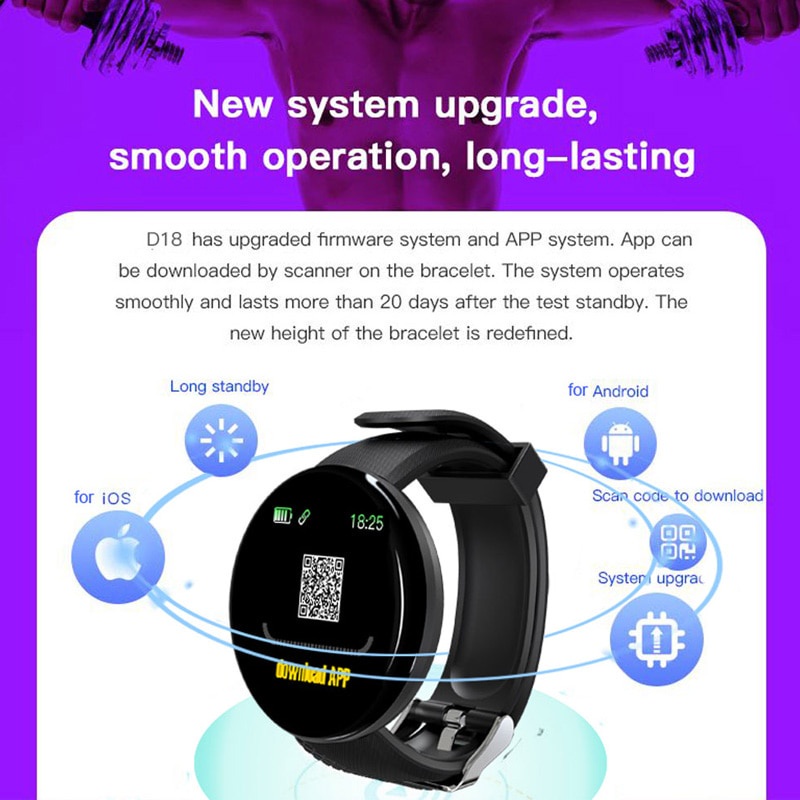 New system upgrade,
smooth operation, long–lasting
D18 has upgraded firmware system and APP system. App can
be downloaded by scanner on the bracelet. The system operates
smoothly and lasts more than 20 days after the test standby. The
new height of the bracelet is redefined.
Long standby
for Android
for iOS
Scan code to download
18:25
System upgrac
download APP